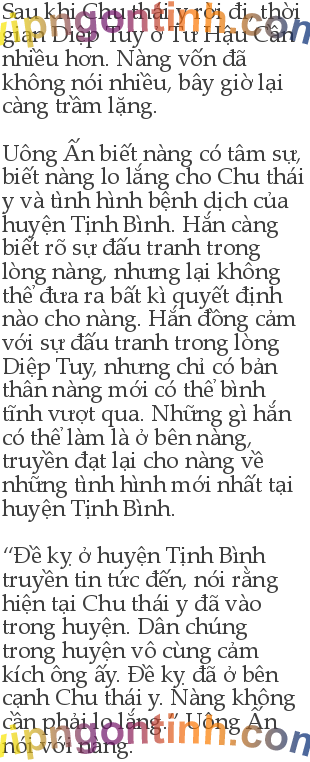 Sau khi Chu thái y rời đi, thời
gian Diệp Tuy ở Tư Hậu Cận
nhiều hơn. Nàng vốn đã
không nói nhiều, bây giờ lại
càng trầm lặng.
Uông Ấn biết nàng có tâm sự,
biết nàng lo lắng cho Chu thái
y và tình hình bệnh dịch của
huyện Tịnh Bình. Hắn càng
biết rõ sự đấu tranh trong
lòng nàng, nhưng lại không
thể đưa ra bất kì quyết định
nào cho nàng. Hắn đồng cảm
với sự đấu tranh trong lòng
Diệp Tuy, nhưng chỉ có bản
thân nàng mới có thể bình
tĩnh vượt qua. Những gì hắn
có thể làm là ở bên nàng,
truyền đạt lại cho nàng về
những tình hình mới nhất tại
huyện Tịnh Bình.
“Đề kỵ ở huyện Tịnh Bình
truyền tin tức đến, nói rằng
hiện tại Chu thái y đã vào
trong huyện. Dân chúng
trong huyện vô cùng cảm
kích ông ấy. Đề kỵ đã ở bên
cạnh Chu thái y. Nàng không
cần phải lo lắng.” Uông Ấn
nói với nàng.